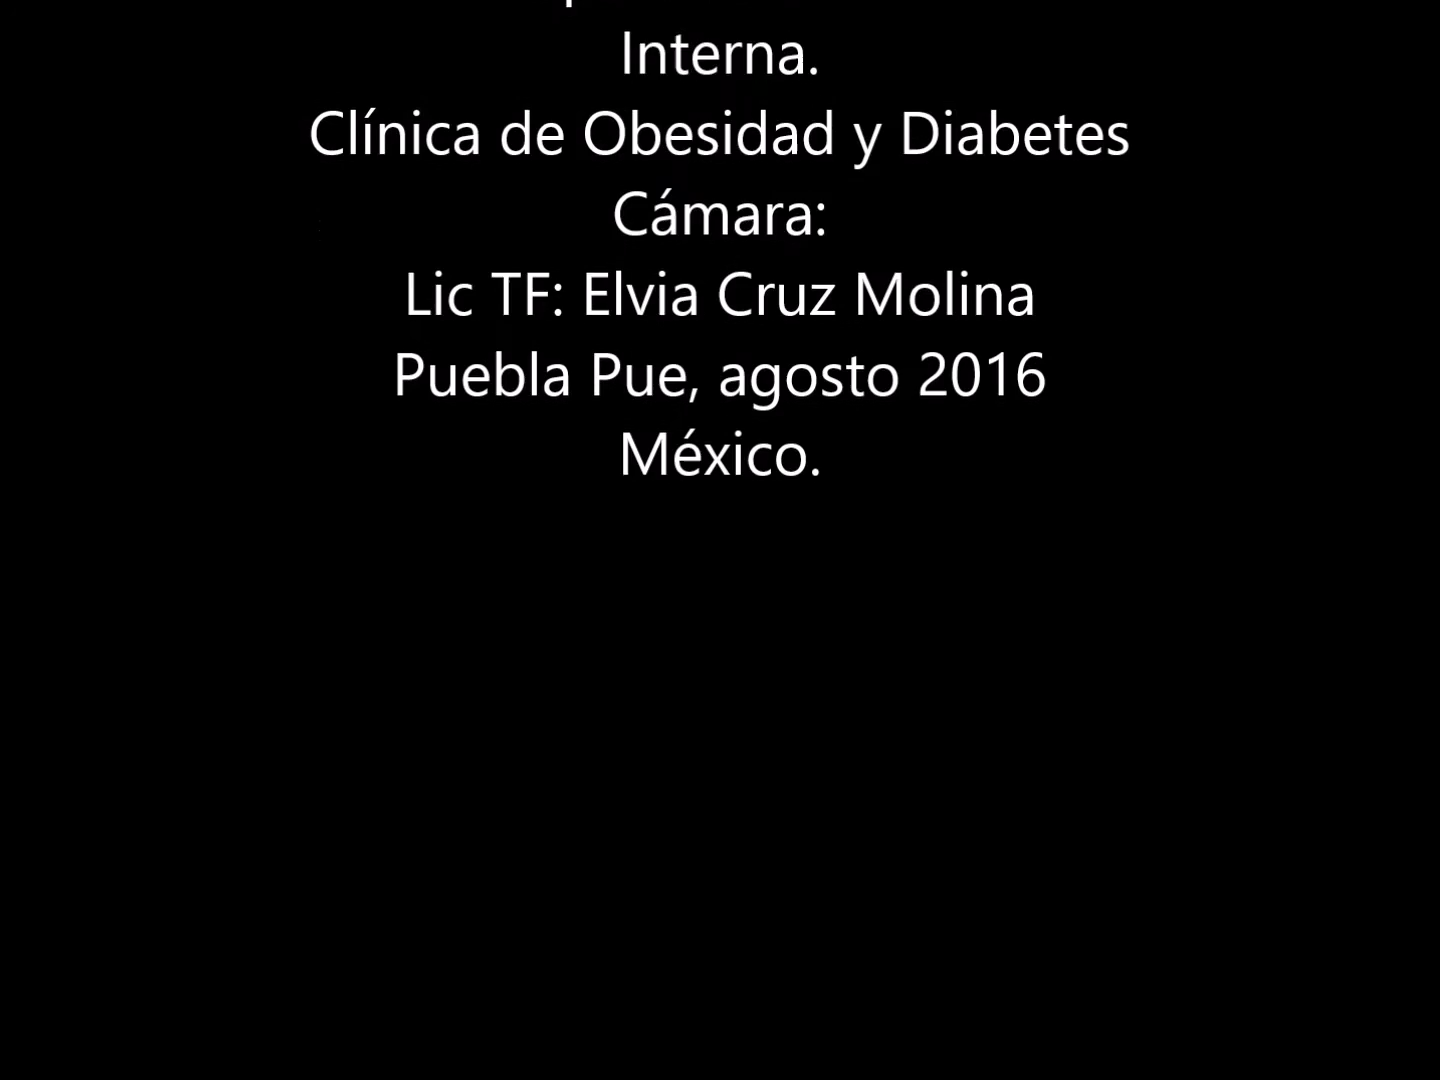 Interna.
Clínica de Obesidad y Diabetes
Cámara:
Lic TF: Elvia Cruz Molina
Puebla Pue, agosto 2016
México.